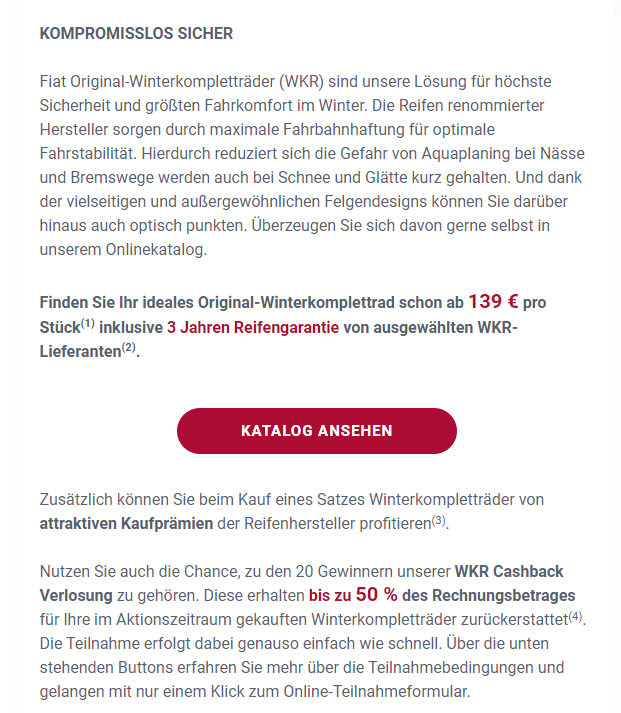 KOMPROMISSLOS SICHER
Fiat Original-Winterkompletträder (WKR) sind unsere Lösung für höchste
Sicherheit und größten Fahrkomfort im Winter. Die Reifen renommierter
Hersteller sorgen durch maximale Fahrbahnhaftung für optimale
Fahrstabilität. Hierdurch reduziert sich die Gefahr von Aquaplaning bei Nässe
und Bremswege werden auch bei Schnee und Glätte kurz gehalten. Und dank
der vielseitigen und außergewöhnlichen Felgendesigns können Sie darüber
hinaus auch optisch punkten. Überzeugen Sie sich davon gerne selbst in
unserem Onlinekatalog.
Finden Sie Ihr ideales Original-Winterkomplettrad schon ab 139 € pro
Stück(1) inklusive 3 Jahren Reifengarantie von ausgewählten WKR-
Lieferanten(2).
KATALOG ANSEHEN
Zusätzlich können Sie beim Kauf eines Satzes Winterkompletträder von
attraktiven Kaufprämien der Reifenhersteller profitieren(3).
Nutzen Sie auch die Chance, zu den 20 Gewinnern unserer WKR Cashback
Verlosung zu gehören. Diese erhalten bis zu 50 % des Rechnungsbetrages
für Ihre im Aktionszeitraum gekauften Winterkompletträder zurückerstattet(4).
Die Teilnahme erfolgt dabei genauso einfach wie schnell. Über die unten
stehenden Buttons erfahren Sie mehr über die Teilnahmebedingungen und
gelangen mit nur einem Klick zum Online-Teilnahmeformular.